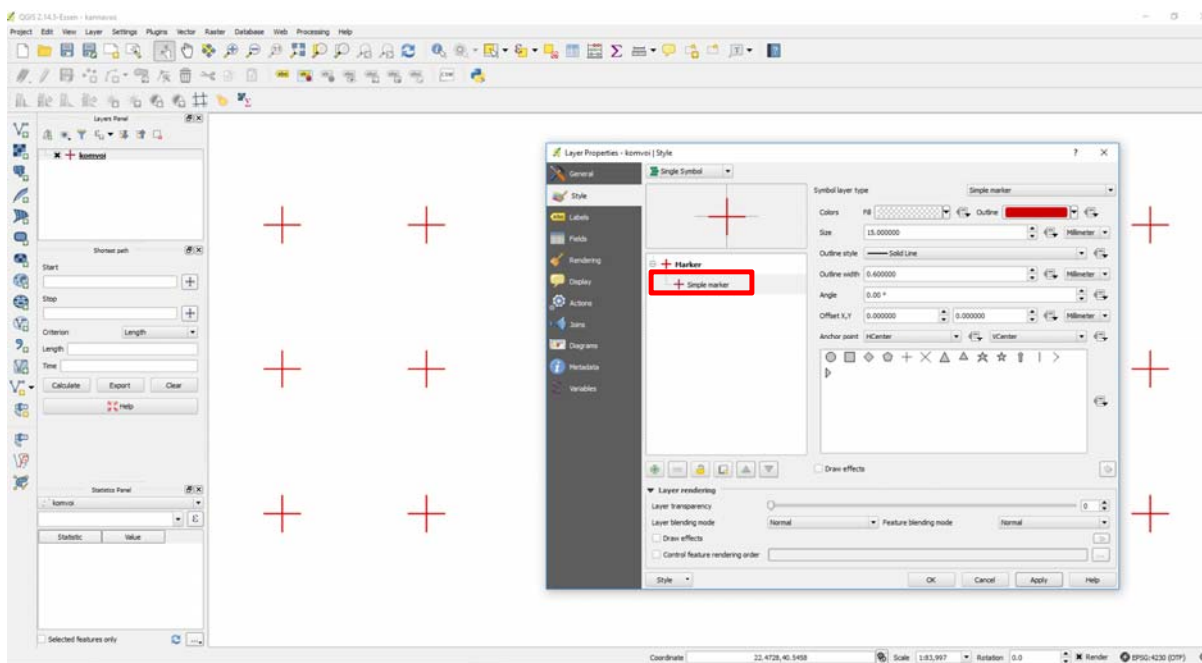 QGIS 2.14.3-Essen - kannavoi
Project Edit View Layer Settings Plugins Vector Raster Database Web Processing Help
Layers Panel
komvoi
Shortest path
Start
Stop
Criterion Length
Length
Time
Calculate Export Clear
Help
Statistics Panel
komvoi
Statistic Value
Selected features only
Layer Properties - komvoi | Style
General
Style
Labels
Fields
Rendering
Display
Actions
Joins
Diagrams
Metadata
Variables
Single Symbol
Marker
Simple marker
Symbol layer type Simple marker
Colors Fill Outline
Size 15.000000 Millimeter
Outline style Solid Line
Outline width 0.600000 Millimeter
Angle 0.00 °
Offset X,Y 0.000000 0.000000 Millimeter
Anchor point HCenter VCenter
Draw effects
Layer rendering
Layer transparency 0
Layer blending mode Normal Feature blending mode Normal
Draw effects
Control feature rendering order
Style OK Cancel Apply Help
Coordinate 22.4728,40.5458 Scale 1:83,997 Rotation 0.0 Render EPSG:4230 (OTF)